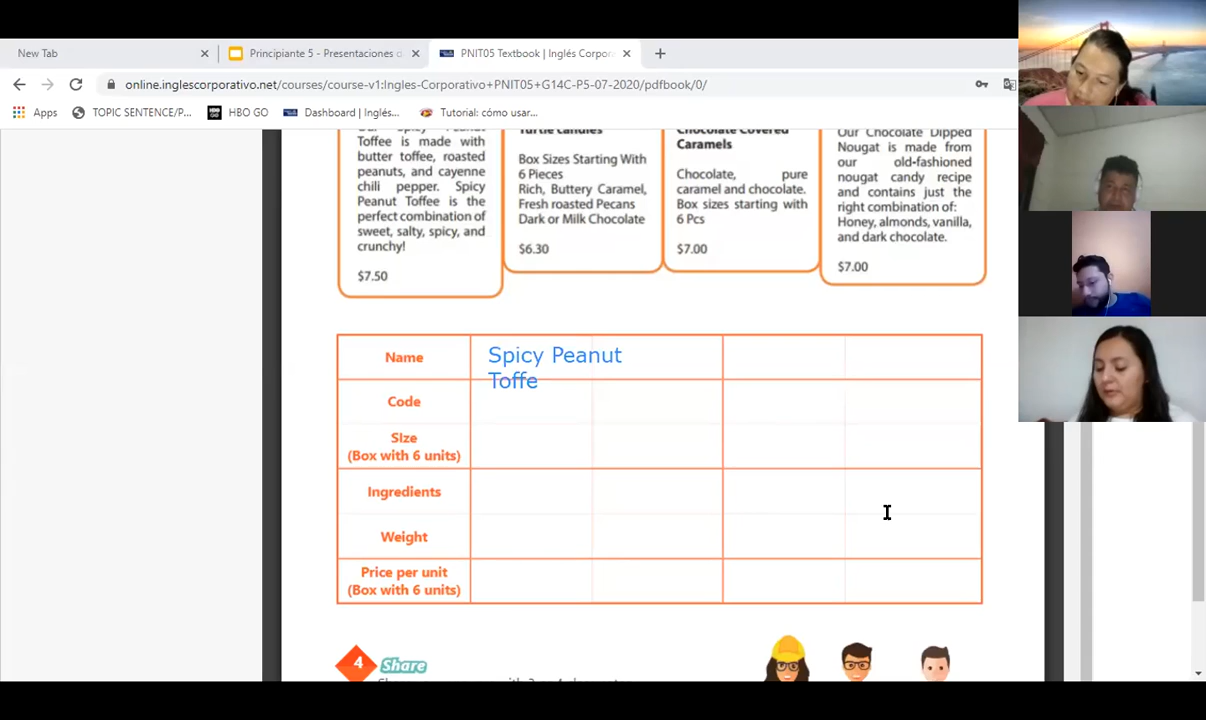 New Tab
Principiante 5 - Presentaciones d
PNIT05 Textbook | Inglés Corpor
online.inglescorporativo.net/courses/course-v1:Ingles-Corporativo+PNIT05+G14C-P5-07-2020/pdfbook/0/
Apps
TOPIC SENTENCE/P...
HBO GO
Dashboard | Inglés...
Tutorial: cómo usar...
Our Spicy Peanut
Toffee is made with
butter toffee, roasted
peanuts, and cayenne
chili pepper. Spicy
Peanut Toffee is the
perfect combination of
sweet, salty, spicy, and
crunchy!
$7.50
Turtle Candies
Box Sizes Starting With
6 Pieces
Rich, Buttery Caramel,
Fresh roasted Pecans
Dark or Milk Chocolate
$6.30
Chocolate Covered
Caramels
Chocolate, pure
caramel and chocolate.
Box sizes starting with
6 Pcs
$7.00
Our Chocolate Dipped
Nougat is made from
our old-fashioned
nougat candy recipe
and contains just the
right combination of:
Honey, almonds, vanilla,
and dark chocolate.
$7.00
Name
Spicy Peanut
Toffe
Code
SIze
(Box with 6 units)
Ingredients
Weight
Price per unit
(Box with 6 units)
4
Share